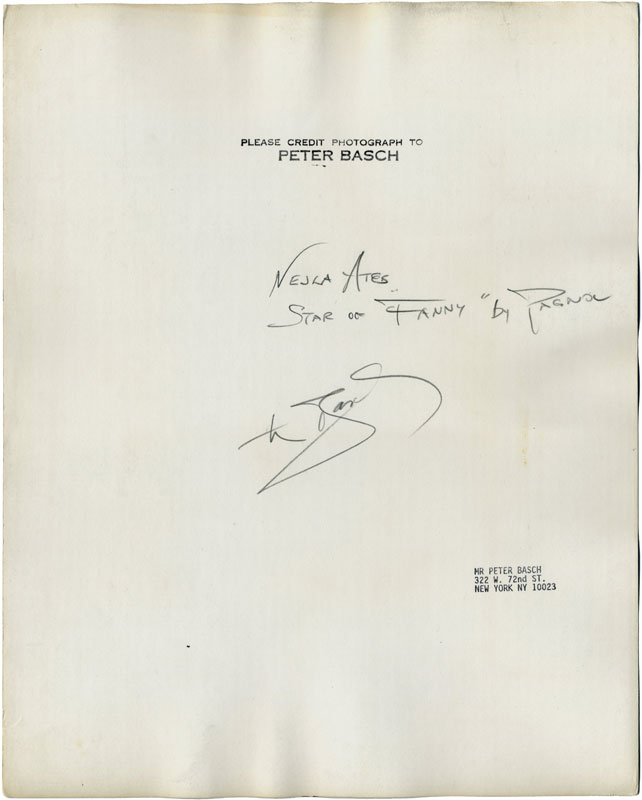 PLEASE CREDIT PHOTOGRAPH TO
PETER BASCH
NEJLA ATES
STAR OF "FANNY" by PAGNOL
MR PETER BASCH
322 W. 72nd ST.
NEW YORK NY 10023